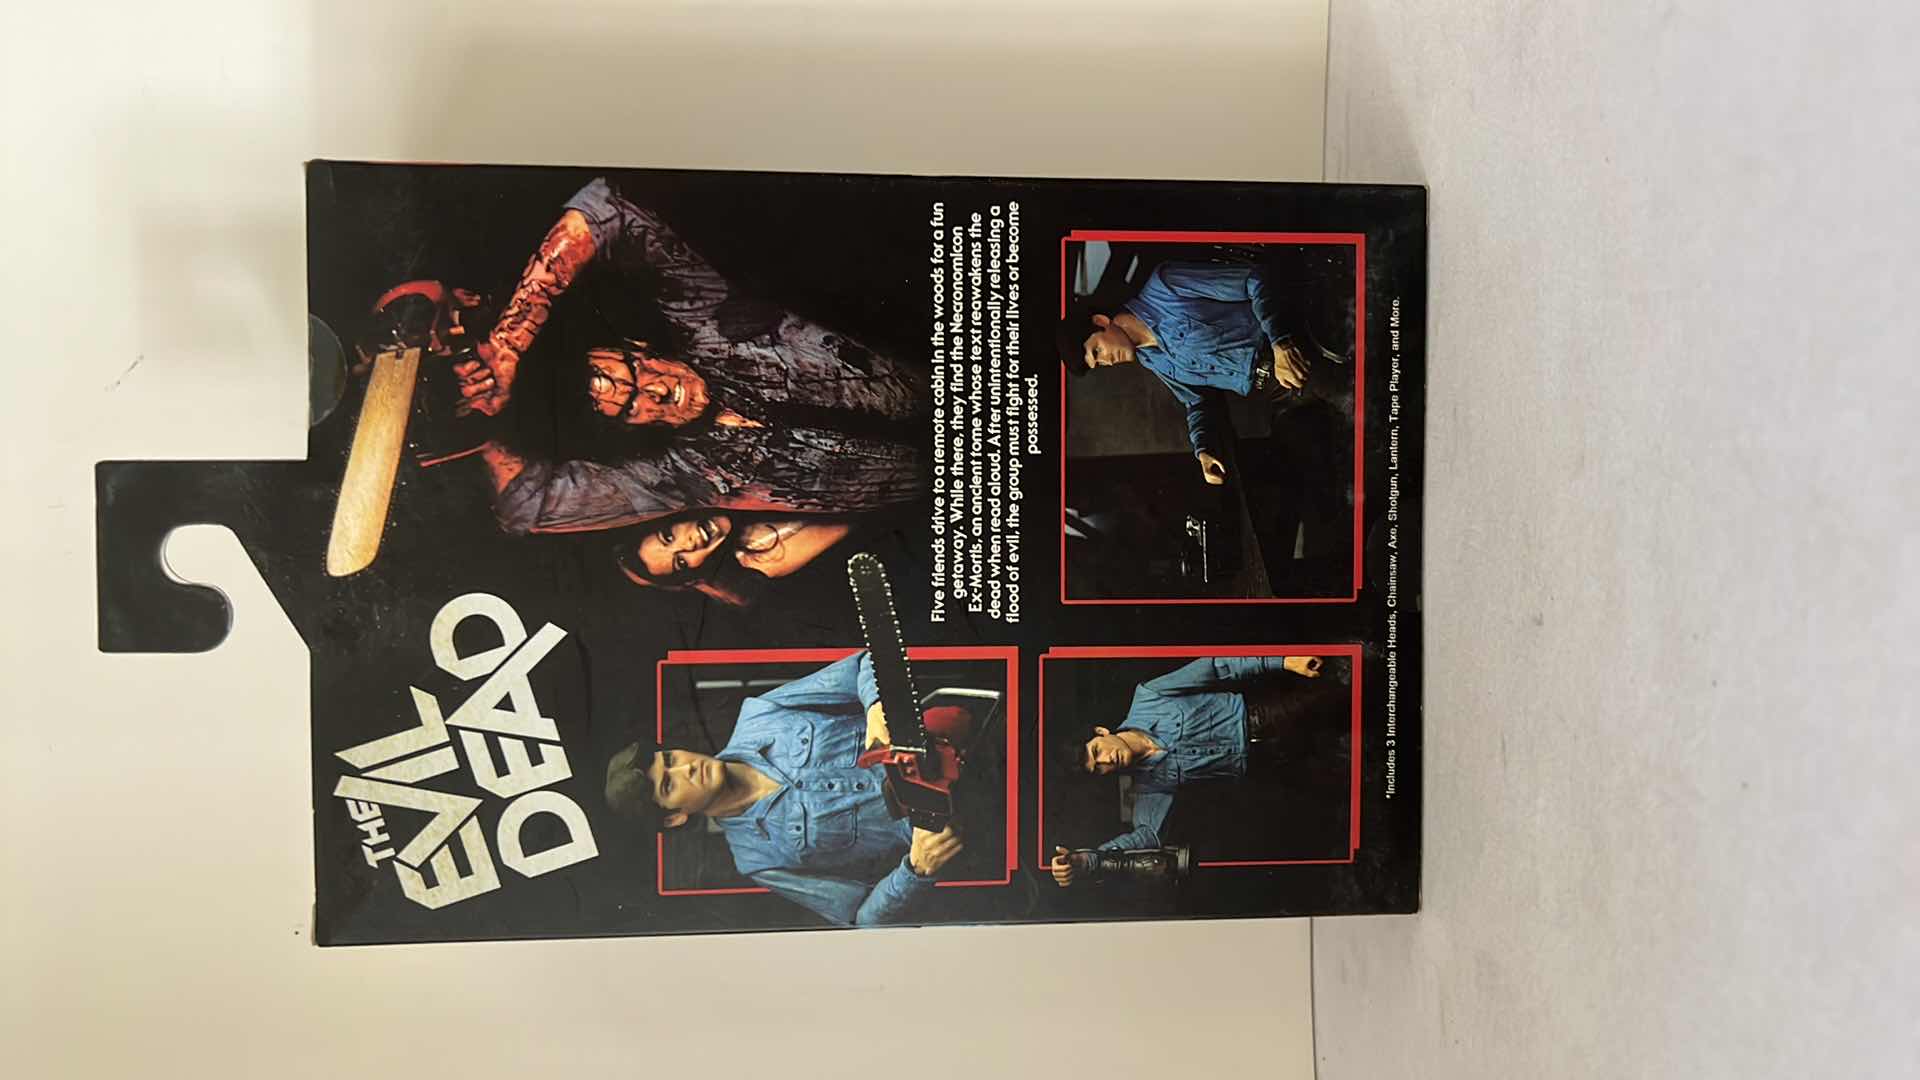 THE
EVIL
DEAD
Five friends drive to a remote cabin in the woods for a fun
getaway. While there, they find the Necronomicon
Ex-Mortis, an ancient tome whose text reawakens the
dead when read aloud. After unintentionally releasing a
flood of evil, the group must fight for their lives or become
possessed.
*Includes 3 Interchangeable Heads, Chainsaw, Axe, Shotgun, Lantern, Tape Player, and More.